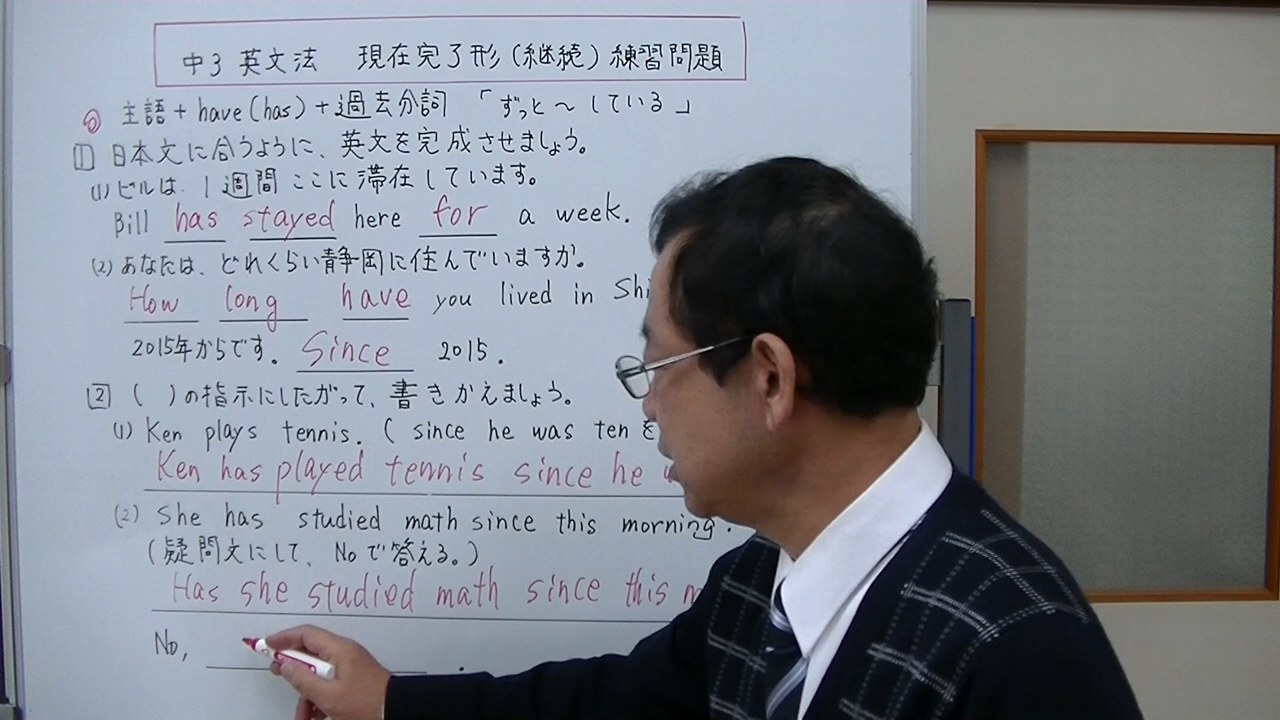 中3 英文法 現在完了形(継続)練習問題
◎ 主語+have(has)+過去分詞 「ずっと〜している」
1 日本文に合うように、英文を完成させましょう。
(1) ビルは、1週間ここに滞在しています。
Bill has stayed here for a week.
(2) あなたは、どれくらい静岡に住んでいますか。
How long have you lived in Shi
2015年からです。 Since 2015.
2 ( )の指示にしたがって、書きかえましょう。
(1) Ken plays tennis. ( since he was ten を
Ken has played tennis since he w
(2) She has studied math since this morning.
(疑問文にして、Noで答える。)
Has she studied math since this m
No, .